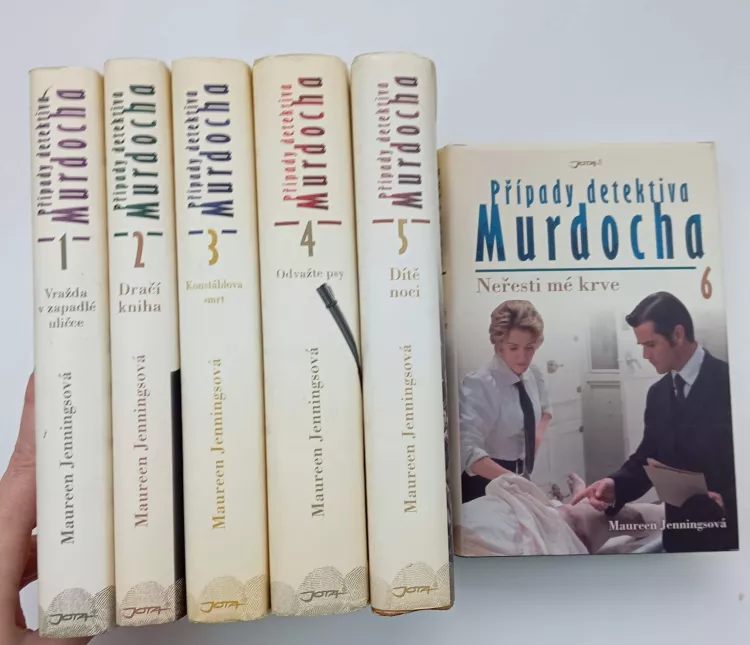 Případy detektiva
Murdocha
1
Vražda
v zapadlé
uličce
Maureen Jenningsová
JOTA
Případy detektiva
Murdocha
2
Dračí
kniha
Maureen Jenningsová
JOTA
Případy detektiva
Murdocha
3
Konstáblova
smrt
Maureen Jenningsová
JOTA
Případy detektiva
Murdocha
4
Odvažte psy
Maureen Jenningsová
JOTA
Případy detektiva
Murdocha
5
Dítě
noci
Maureen Jenningsová
JOTA
JOTA
Případy detektiva
Murdocha
Neřesti mé krve 6
Maureen Jenningsová